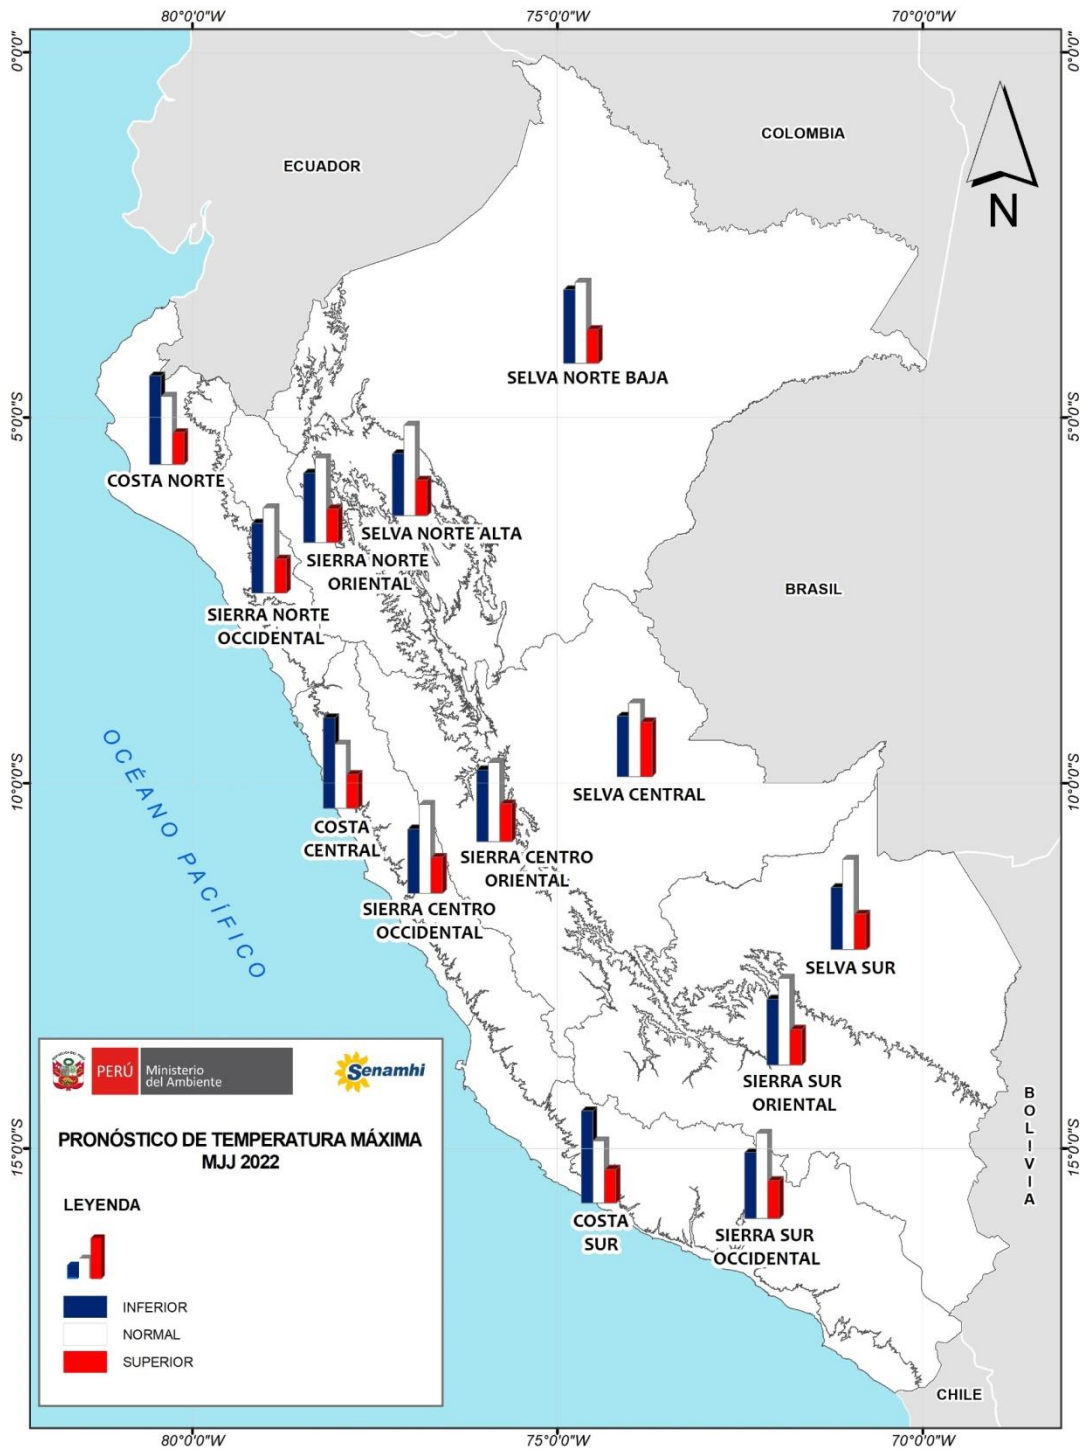 80°0'0"W
75°0'0"W
70°0'0"W
0°0'0"
0°0'0"
COLOMBIA
ECUADOR
N
SELVA NORTE BAJA
5°0'0"S
5°0'0"S
COSTA NORTE
SELVA NORTE ALTA
SIERRA NORTE
ORIENTAL
BRASIL
SIERRA NORTE
OCCIDENTAL
OCÉANO PACÍFICO
SELVA CENTRAL
10°0'0"S
10°0'0"S
COSTA
CENTRAL
SIERRA CENTRO
ORIENTAL
SIERRA CENTRO
OCCIDENTAL
SELVA SUR
SIERRA SUR
ORIENTAL
BOLIVIA
PERÚ
Ministerio
del Ambiente
Senamhi
PRONÓSTICO DE TEMPERATURA MÁXIMA
MJJ 2022
15°0'0"S
15°0'0"S
LEYENDA
COSTA
SUR
SIERRA SUR
OCCIDENTAL
INFERIOR
NORMAL
SUPERIOR
CHILE
80°0'0"W
75°0'0"W
70°0'0"W